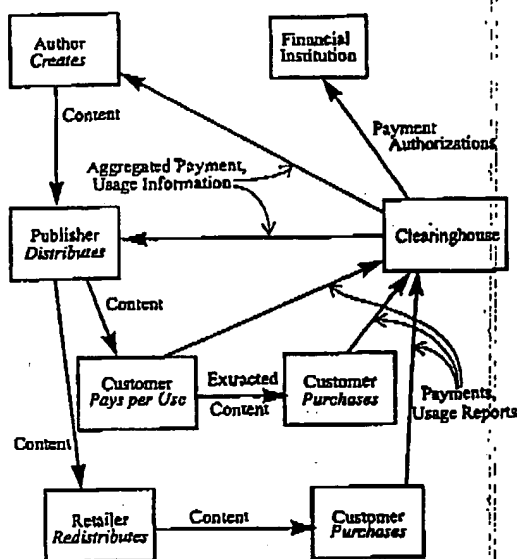 Author
Creates
Financial
Institution
Content
Payment
Authorizations
Aggregated Payment,
Usage Information
Publisher
Distributes
Clearinghouse
Content
Customer
Pays per Use
Extracted
Content
Customer
Purchases
Payments,
Usage Reports
Content
Retailer
Redistributes
Content
Customer
Purchases